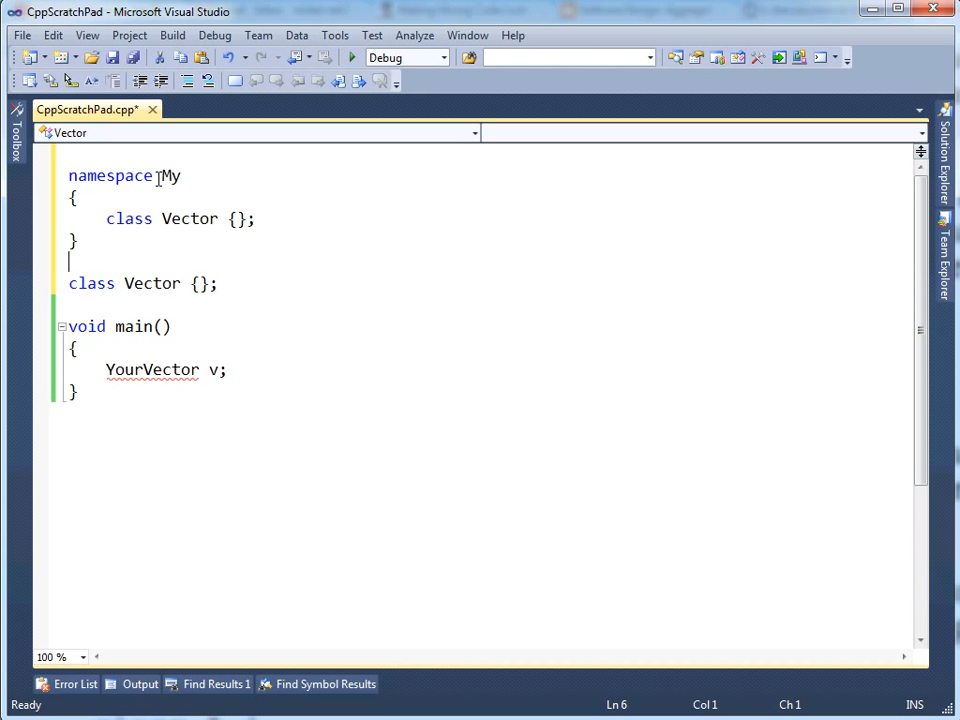 CppScratchPad - Microsoft Visual Studio
File Edit View Project Build Debug Team Data Tools Test Analyze Window Help
Debug
CppScratchPad.cpp*
Vector
namespace My
{
class Vector {};
}
class Vector {};
void main()
{
YourVector v;
}
100 %
Error List Output Find Results 1 Find Symbol Results
Ready Ln 6 Col 1 Ch 1 INS
Toolbox
Solution Explorer
Team Explorer